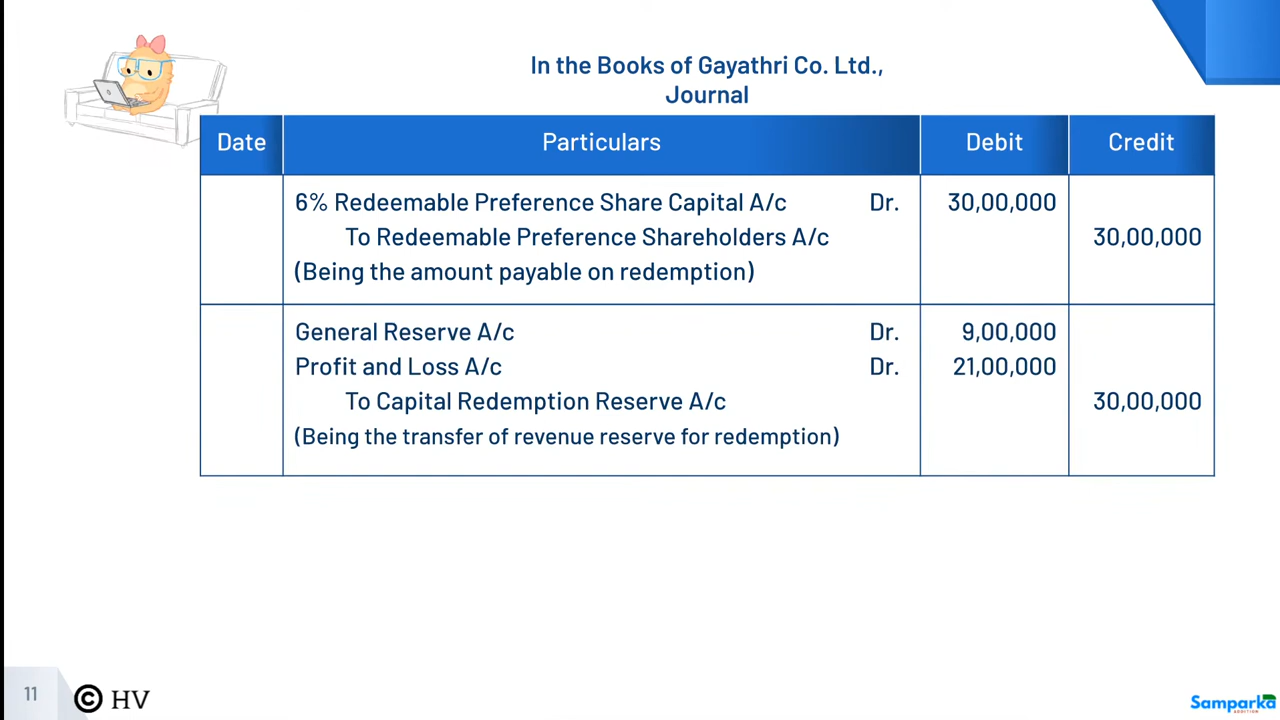 In the Books of Gayathri Co. Ltd.,
Journal
Date Particulars Debit Credit
6% Redeemable Preference Share Capital A/c Dr. 30,00,000
To Redeemable Preference Shareholders A/c 30,00,000
(Being the amount payable on redemption)
General Reserve A/c Dr. 9,00,000
Profit and Loss A/c Dr. 21,00,000
To Capital Redemption Reserve A/c 30,00,000
(Being the transfer of revenue reserve for redemption)
11 © HV
Samparka
ADDITION